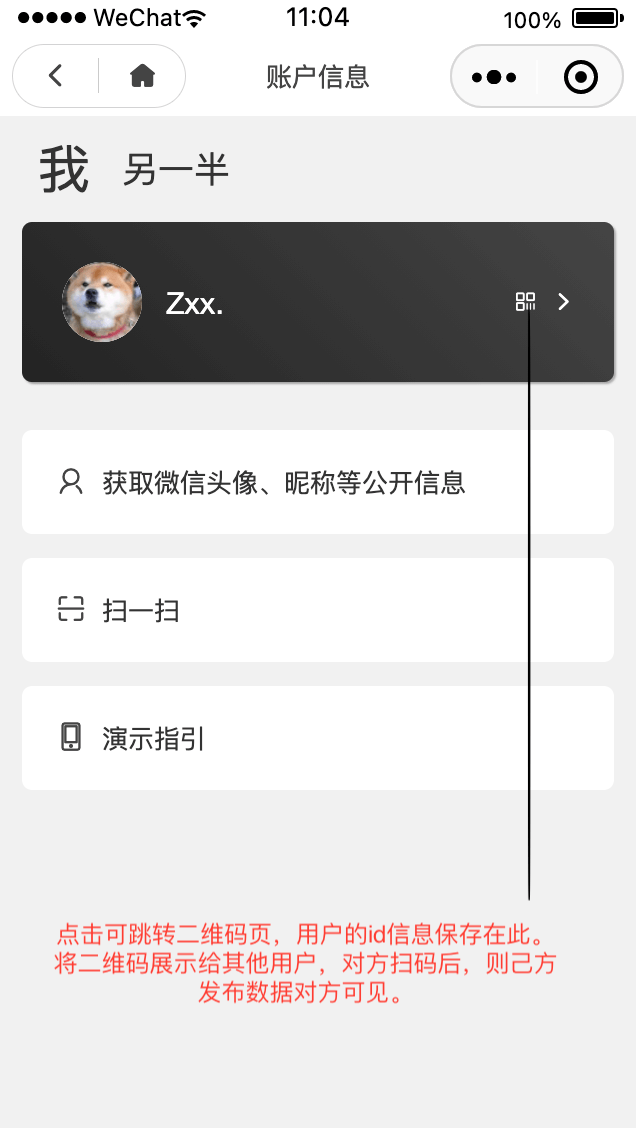 ●●●●● WeChat 11:04 100%
账户信息
我 另一半
Zxx.
获取微信头像、昵称等公开信息
扫一扫
演示指引
点击可跳转二维码页，用户的id信息保存在此。
将二维码展示给其他用户，对方扫码后，则己方
发布数据对方可见。